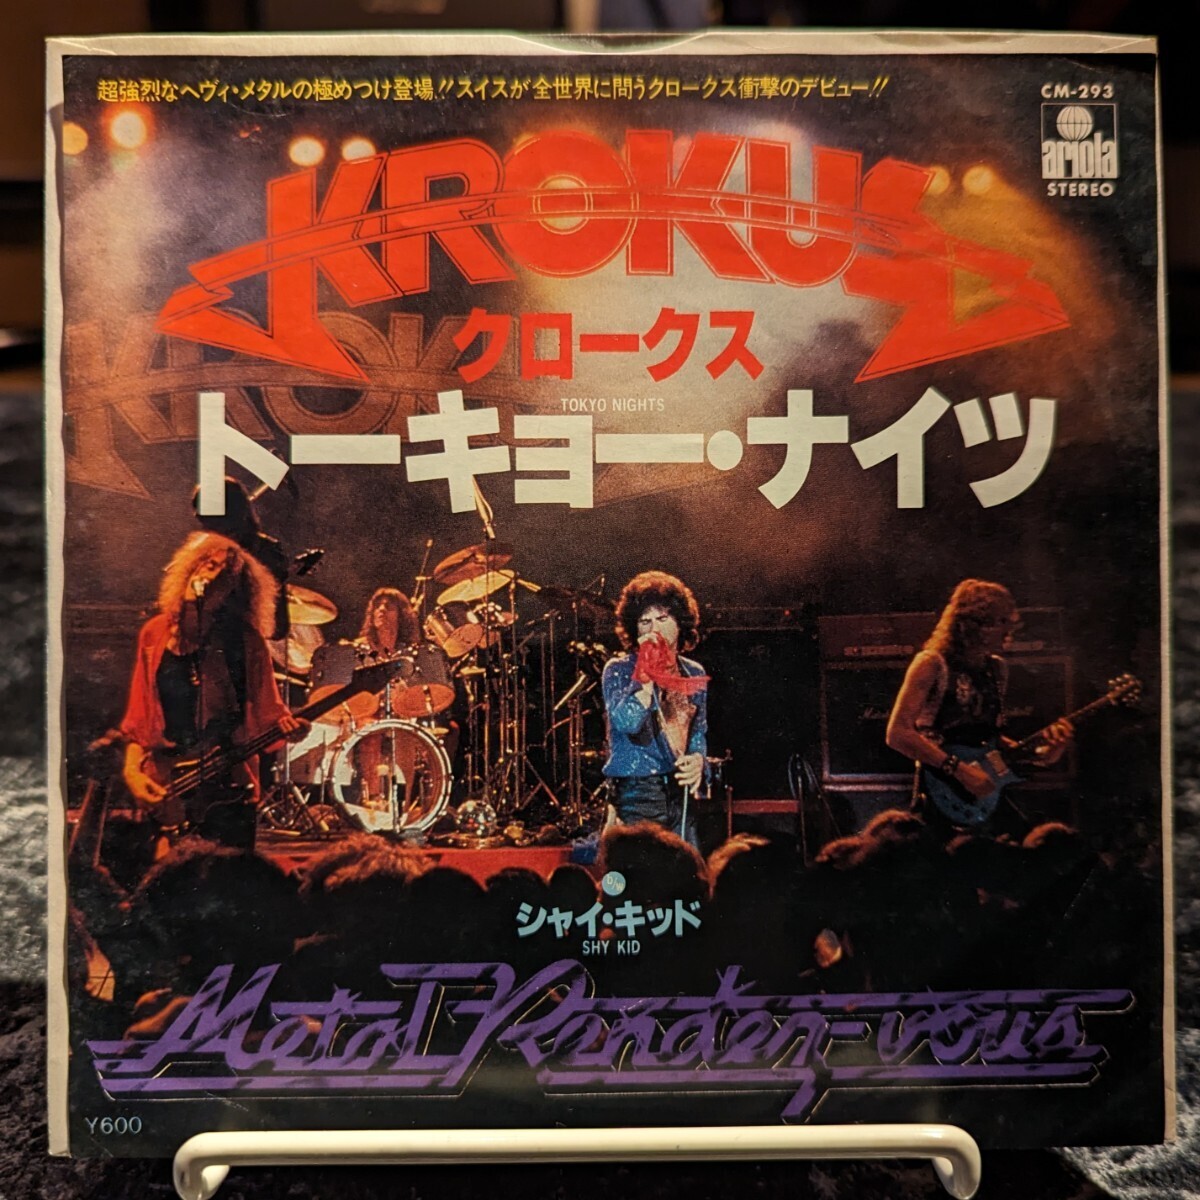 超強烈なヘヴィ・メタルの極めつけ登場!!スイスが全世界に問うクロークス衝撃のデビュー!!
CM-293
ariola
STEREO
KROKUS
クロークス
TOKYO NIGHTS
トーキョー・ナイツ
b/w
シャイ・キッド
SHY KID
Metal Rendez-vous
Y600